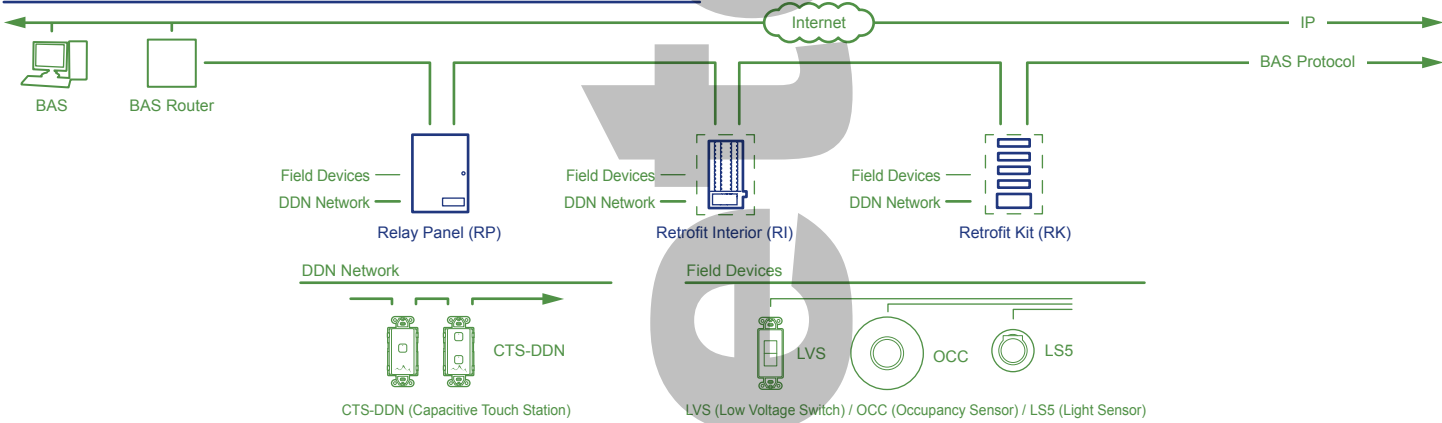 Internet
IP
BAS Protocol
BAS
BAS Router
Field Devices
DDN Network
Relay Panel (RP)
Field Devices
DDN Network
Retrofit Interior (RI)
Field Devices
DDN Network
Retrofit Kit (RK)
DDN Network
CTS-DDN
CTS-DDN (Capacitive Touch Station)
Field Devices
LVS
OCC
LS5
LVS (Low Voltage Switch) / OCC (Occupancy Sensor) / LS5 (Light Sensor)